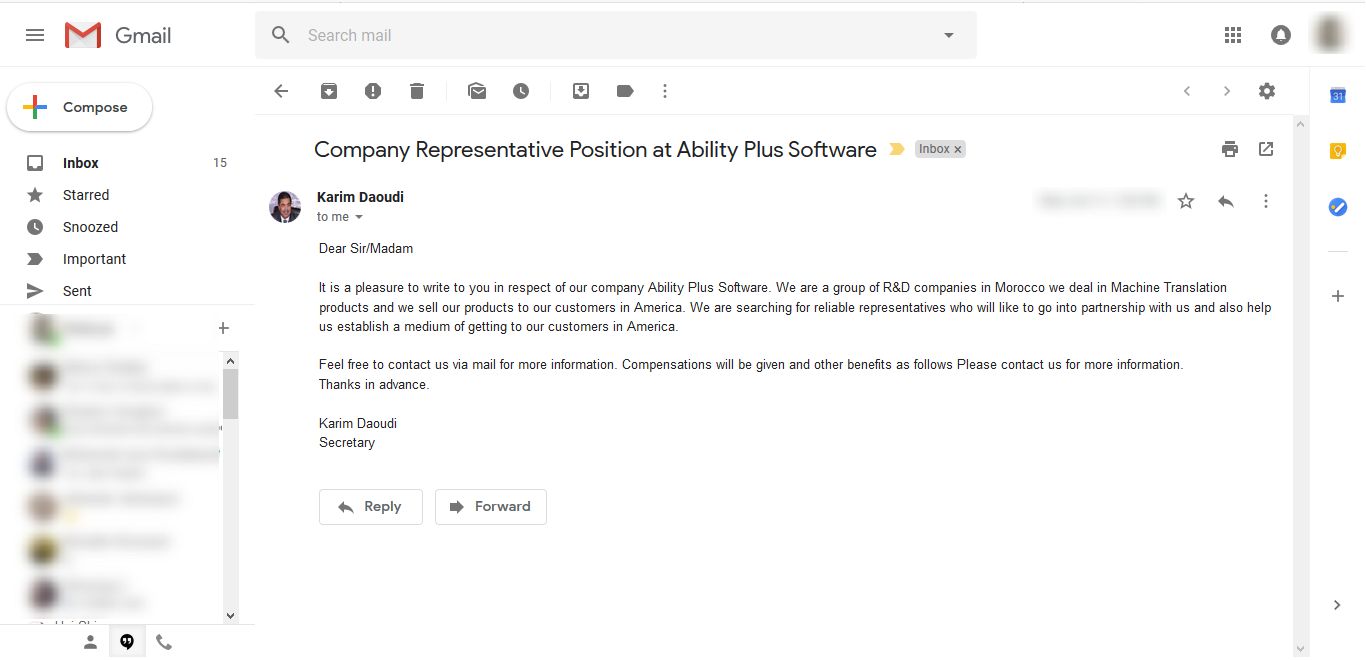 Gmail
Search mail
Compose
Inbox 15
Starred
Snoozed
Important
Sent
31
Company Representative Position at Ability Plus Software
Inbox x
Karim Daoudi
to me
Dear Sir/Madam
It is a pleasure to write to you in respect of our company Ability Plus Software. We are a group of R&D companies in Morocco we deal in Machine Translation
products and we sell our products to our customers in America. We are searching for reliable representatives who will like to go into partnership with us and also help
us establish a medium of getting to our customers in America.
Feel free to contact us via mail for more information. Compensations will be given and other benefits as follows Please contact us for more information.
Thanks in advance.
Karim Daoudi
Secretary
Reply
Forward